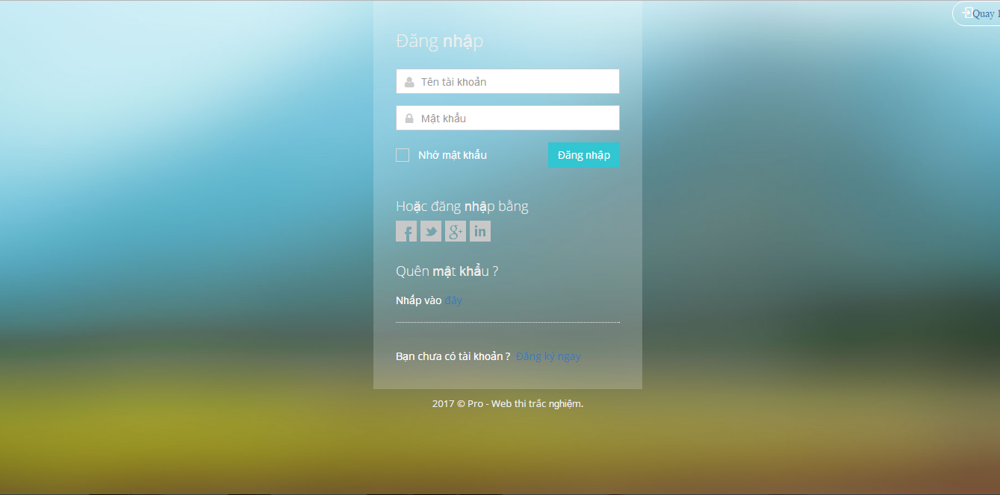 Quay
Đăng nhập
Tên tài khoản
Mật khẩu
Nhớ mật khẩu
Đăng nhập
Hoặc đăng nhập bằng
Quên mật khẩu ?
Nhấp vào đây
Bạn chưa có tài khoản ? Đăng ký ngay
2017 © Pro - Web thi trắc nghiệm.